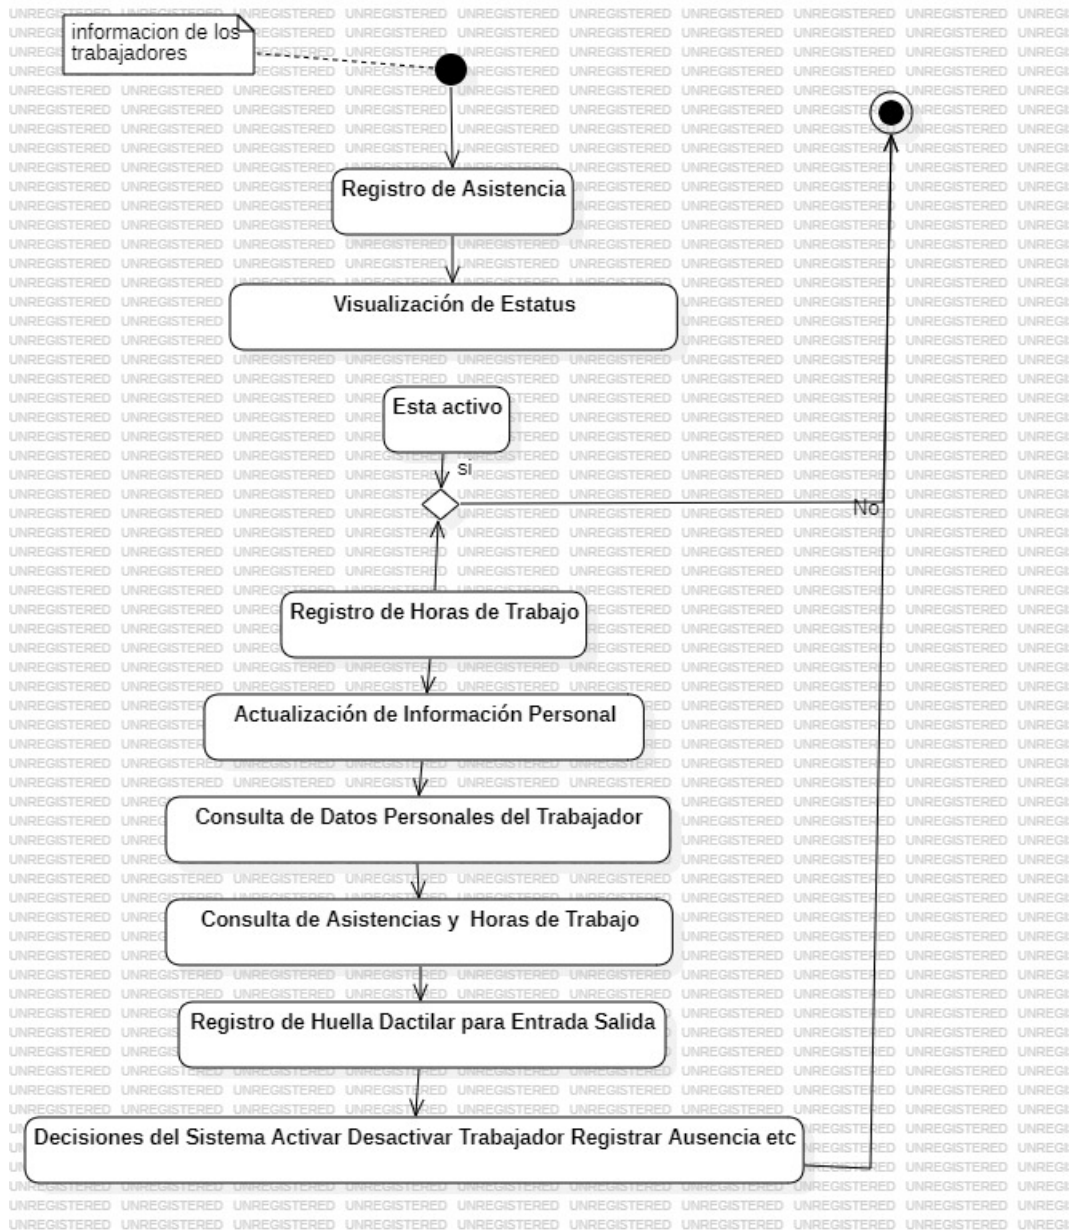 informacion de los
trabajadores
Registro de Asistencia
Visualización de Estatus
Esta activo
si
No
Registro de Horas de Trabajo
Actualización de Información Personal
Consulta de Datos Personales del Trabajador
Consulta de Asistencias y  Horas de Trabajo
Registro de Huella Dactilar para Entrada Salida
Decisiones del Sistema Activar Desactivar Trabajador Registrar Ausencia etc
UNREGISTERED